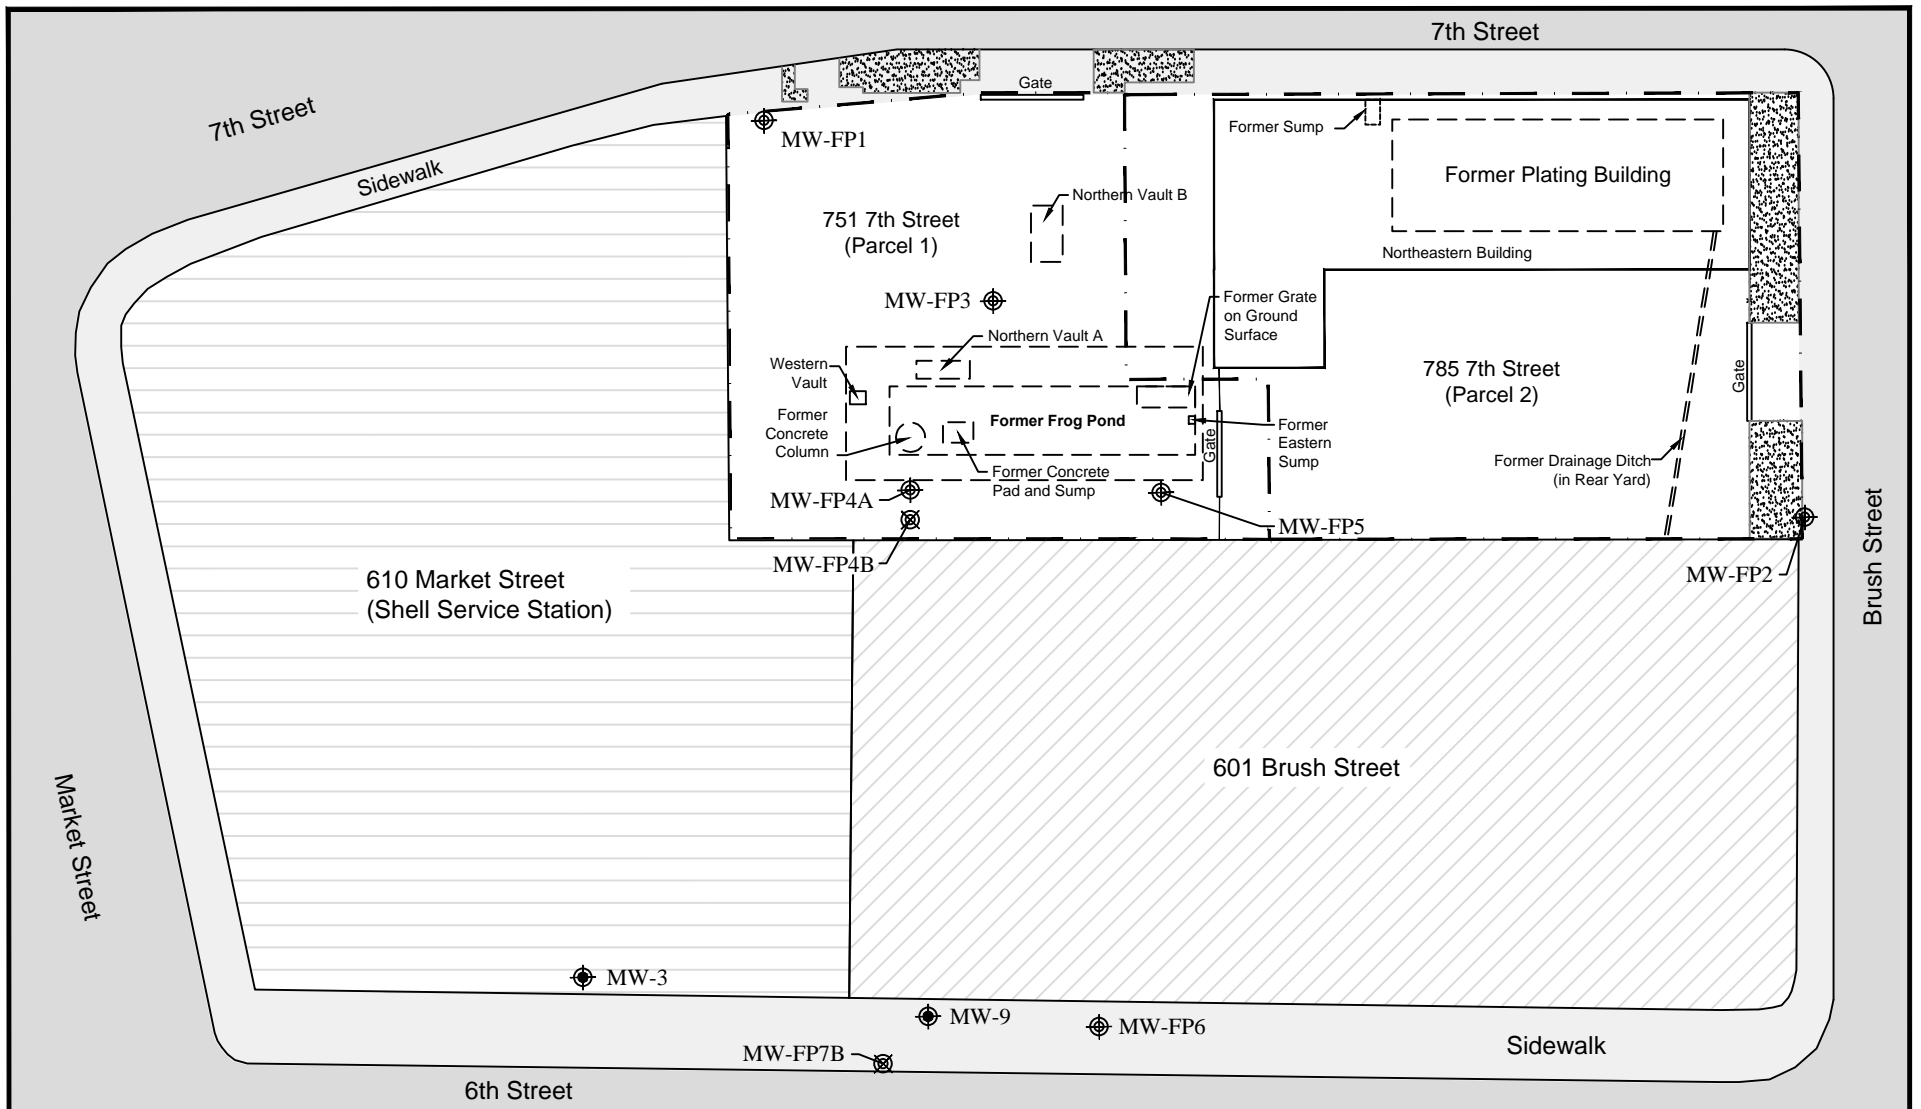 7th Street
Gate
7th Street
Former Sump
MW-FP1
Sidewalk
Former Plating Building
Northern Vault B
751 7th Street
(Parcel 1)
Northeastern Building
MW-FP3
Former Grate
on Ground
Surface
Northern Vault A
Western
Vault
785 7th Street
(Parcel 2)
Gate
Former
Concrete
Column
Former Frog Pond
Gate
Former
Eastern
Sump
Former Concrete
Pad and Sump
Former Drainage Ditch
(in Rear Yard)
MW-FP4A
MW-FP5
MW-FP4B
MW-FP2
Brush Street
610 Market Street
(Shell Service Station)
601 Brush Street
Market Street
MW-3
MW-9
MW-FP6
MW-FP7B
Sidewalk
6th Street